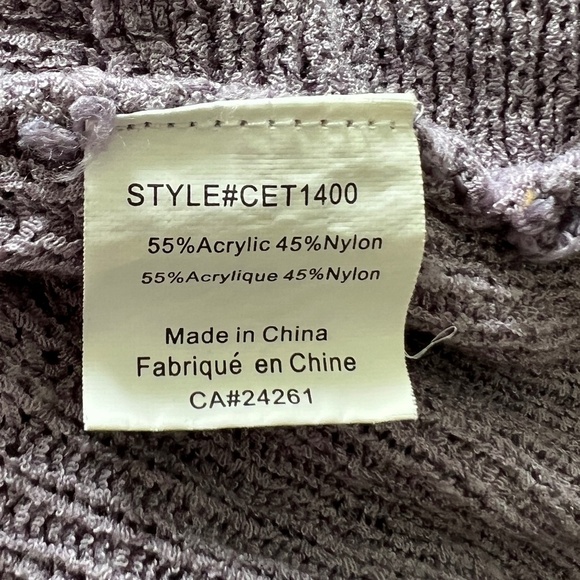 STYLE#CET1400
55%Acrylic 45%Nylon
55%Acrylique 45%Nylon
Made in China
Fabriqué en Chine
CA#24261